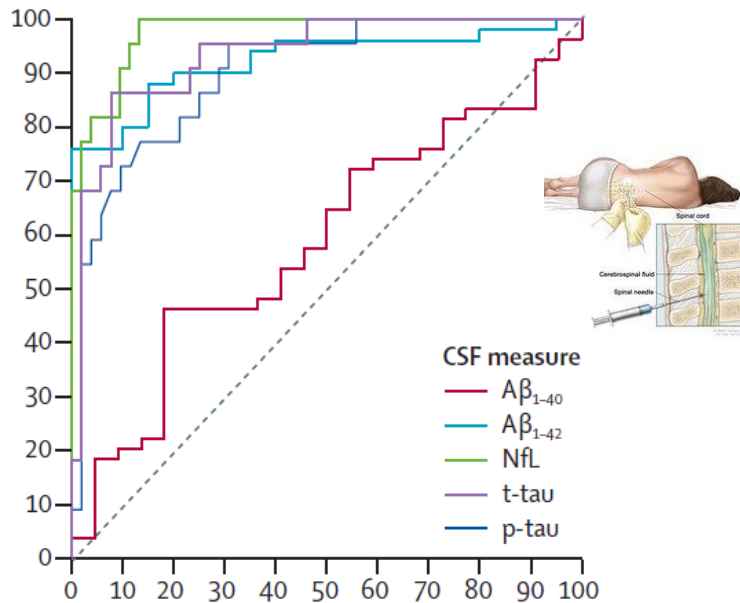 100
90
80
70
60
50
40
30
20
10
0
0 10 20 30 40 50 60 70 80 90 100
CSF measure
Aβ₁₋₄₀
Aβ₁₋₄₂
NfL
t-tau
p-tau
Spinal cord
Cerebrospinal fluid
Spinal needle